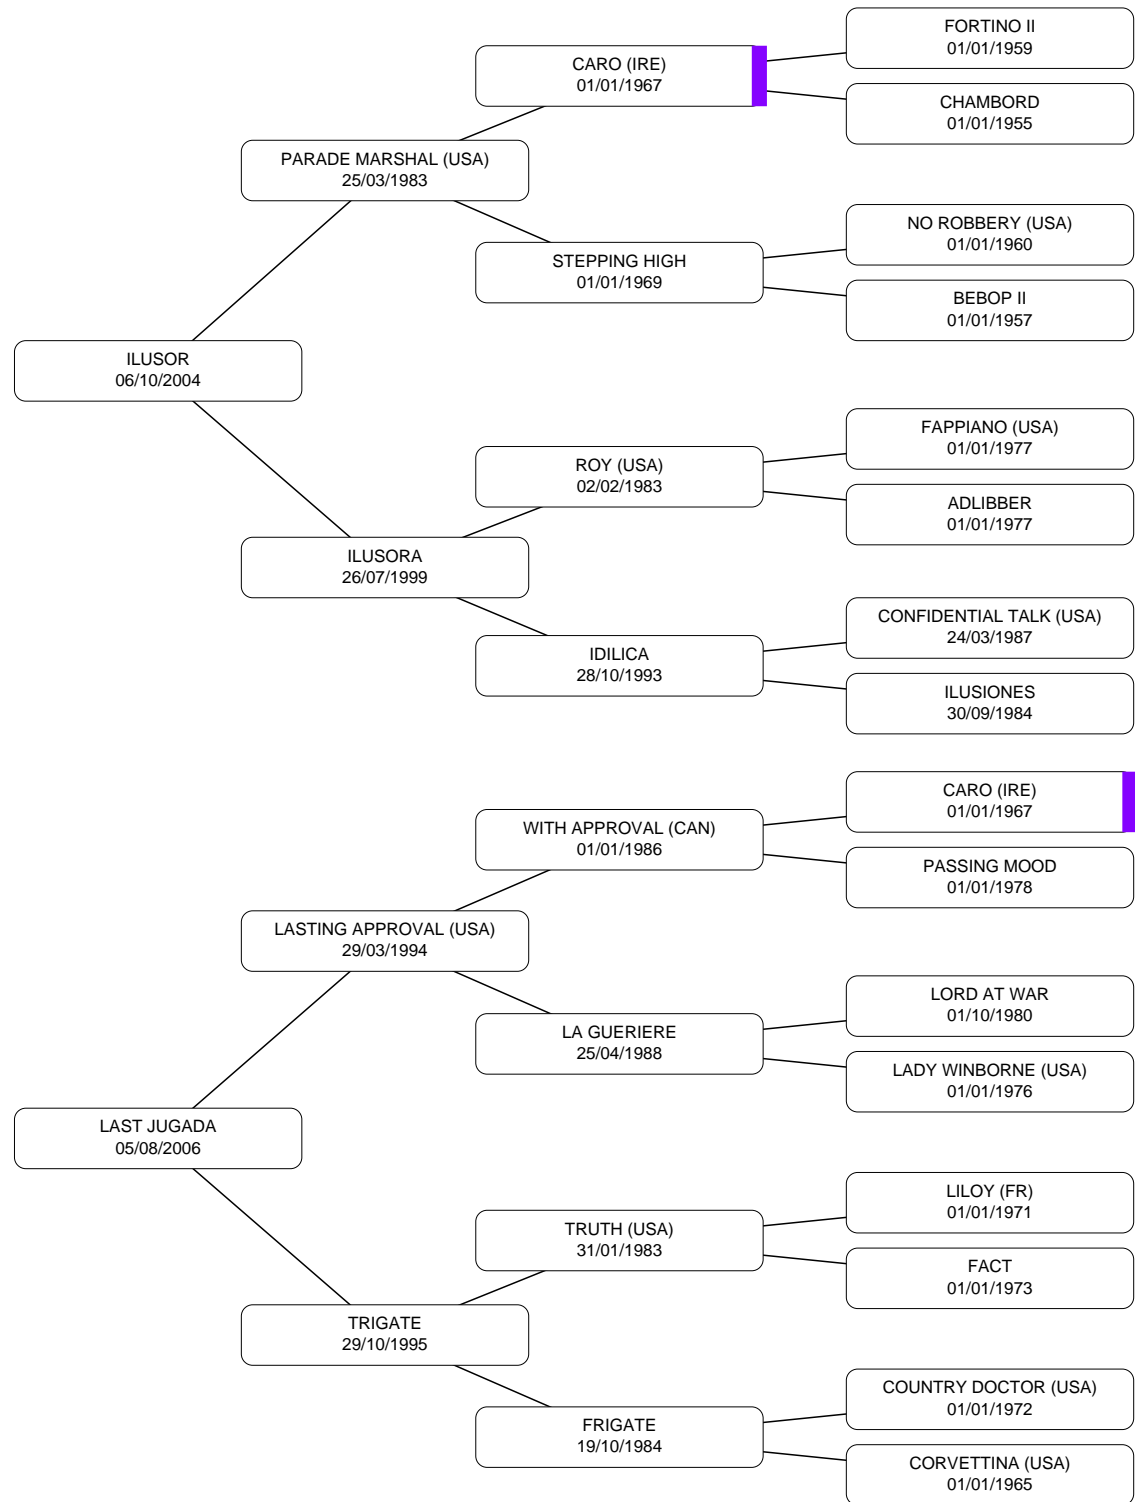 FORTINO II
01/01/1959
CARO (IRE)
01/01/1967
CHAMBORD
01/01/1955
PARADE MARSHAL (USA)
25/03/1983
NO ROBBERY (USA)
01/01/1960
STEPPING HIGH
01/01/1969
BEBOP II
01/01/1957
ILUSOR
06/10/2004
FAPPIANO (USA)
01/01/1977
ROY (USA)
02/02/1983
ADLIBBER
01/01/1977
ILUSORA
26/07/1999
CONFIDENTIAL TALK (USA)
24/03/1987
IDILICA
28/10/1993
ILUSIONES
30/09/1984
CARO (IRE)
01/01/1967
WITH APPROVAL (CAN)
01/01/1986
PASSING MOOD
01/01/1978
LASTING APPROVAL (USA)
29/03/1994
LORD AT WAR
01/10/1980
LA GUERIERE
25/04/1988
LADY WINBORNE (USA)
01/01/1976
LAST JUGADA
05/08/2006
LILOY (FR)
01/01/1971
TRUTH (USA)
31/01/1983
FACT
01/01/1973
TRIGATE
29/10/1995
COUNTRY DOCTOR (USA)
01/01/1972
FRIGATE
19/10/1984
CORVETTINA (USA)
01/01/1965